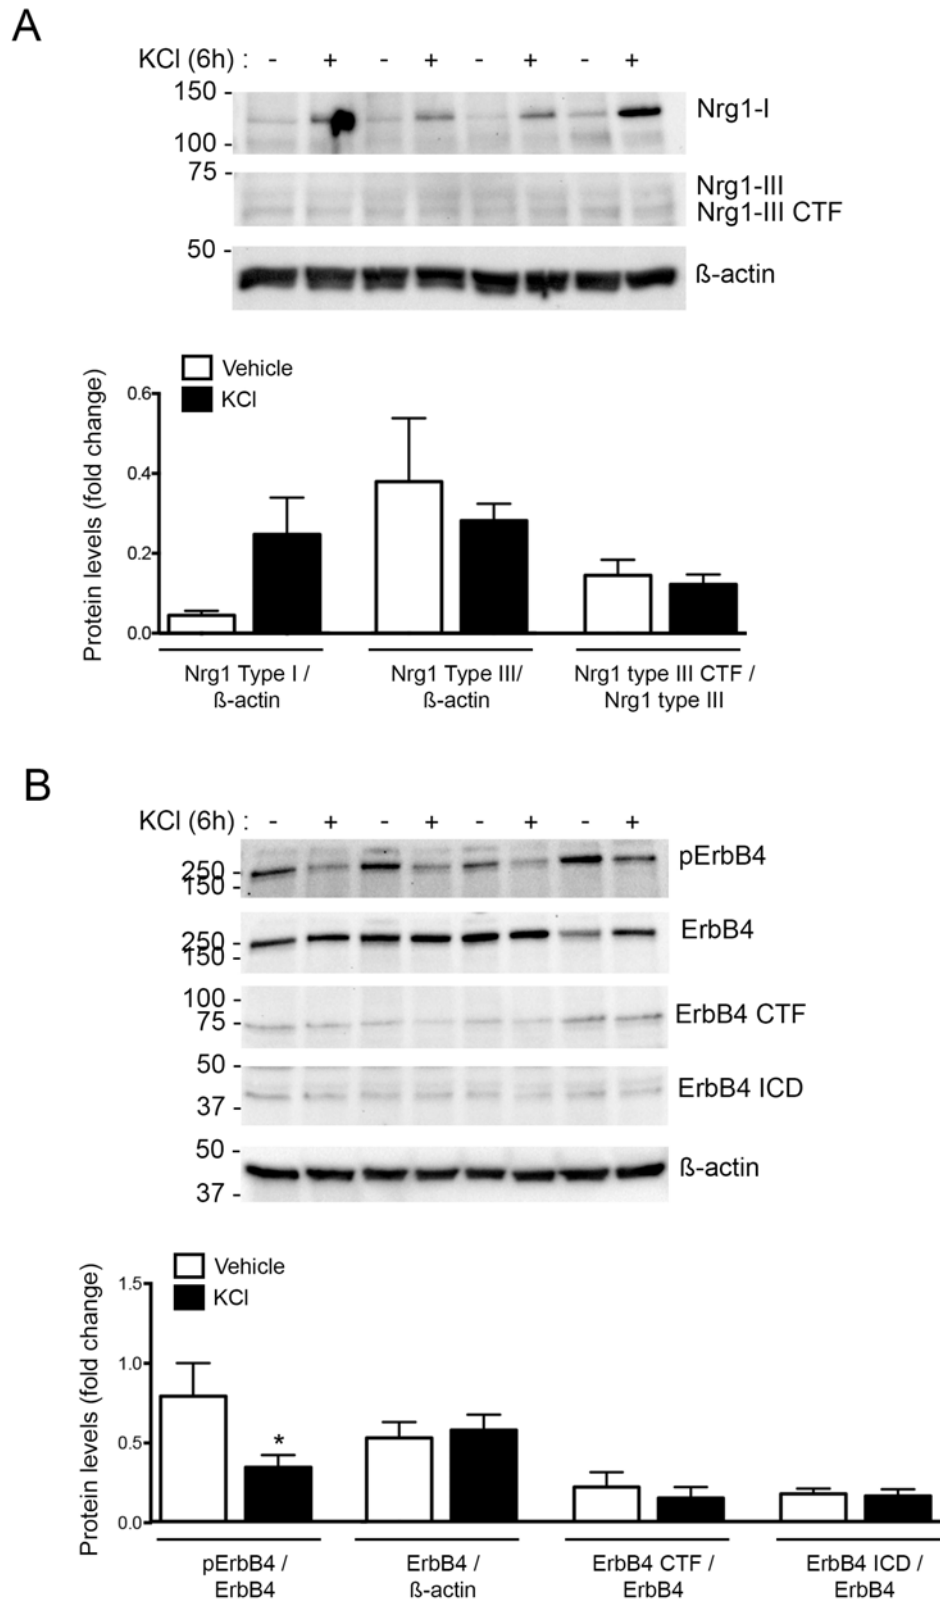 A
KCl (6h) : - + - + - + - +
150 -
Nrg1-I
100 -
75 -
Nrg1-III
Nrg1-III CTF
50 -
ß-actin
Vehicle
KCl
Protein levels (fold change)
0.6
0.4
0.2
0.0
Nrg1 Type I /
ß-actin
Nrg1 Type III/
ß-actin
Nrg1 type III CTF /
Nrg1 type III
B
KCl (6h) : - + - + - + - +
pErbB4
250 -
150 -
ErbB4
250 -
150 -
100 -
75 -
ErbB4 CTF
50 -
ErbB4 ICD
37 -
50 -
ß-actin
37 -
Vehicle
KCl
Protein levels (fold change)
1.5
1.0
0.5
0.0
*
pErbB4 /
ErbB4
ErbB4 /
ß-actin
ErbB4 CTF /
ErbB4
ErbB4 ICD /
ErbB4